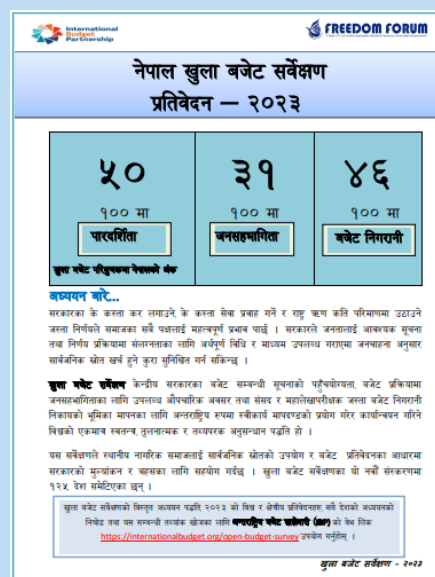 International
Budget
Partnership
FREEDOM FORUM
नेपाल खुला बजेट सर्वेक्षण
प्रतिवेदन — २०२३
५० ३१ ४६
१०० मा १०० मा १०० मा
पारदर्शिता जनसहभागिता बजेट निगरानी
खुला बजेट परिसूचकमा नेपालको अंक
अध्ययन बारे...
सरकारका के कस्ता कर लगाउने, के कस्ता सेवा प्रवाह गर्ने र राष्ट्र ऋण कति परिमाणमा उठाउने
जस्ता निर्णयले समाजका सबै पक्षलाई महत्वपूर्ण प्रभाव पार्छ । सरकारले जनतालाई आवश्यक सूचना
तथा निर्णय प्रक्रियामा संलग्नताका लागि अर्थपूर्ण विधि र माध्यम उपलब्ध गराएमा जनचाहना अनुसार
सार्वजनिक स्रोत खर्च हुने कुरा सुनिश्चित गर्न सकिन्छ ।
खुला बजेट सर्वेक्षण केन्द्रीय सरकारका बजेट सम्बन्धी सूचनाको पहुँचयोग्यता, बजेट प्रक्रियामा
जनसहभागिताका लागि उपलब्ध औपचारिक अवसर तथा संसद र महालेखापरीक्षक जस्ता बजेट निगरानी
निकायको भूमिका मापनका लागि अन्तराष्ट्रिय रुपमा स्वीकार्य मापदण्डको प्रयोग गरेर कार्यान्वयन गरिने
विश्वको एकमात्र स्वतन्त्र, तुलनात्मक र तथ्यपरक अनुसन्धान पद्धति हो ।
यस सर्वेक्षणले स्थानीय नागरिक समाजलाई सार्वजनिक स्रोतको उपयोग र बजेट प्रतिवेदनका आधारमा
सरकारको मुल्यांकन र बहसका लागि सहयोग गर्दछ । खुला बजेट सर्वेक्षणका यो नवौं संस्करणमा
१२५ देश समेटिएका छन् ।
खुला बजेट सर्वेक्षणको विस्तृत अध्ययन पद्धति, २०२३ को विश्व र क्षेत्रीय प्रतिवेदनहरु, सबै देशको अध्ययनको
निचोड तथा यस सम्बन्धी तथ्यांक खोजका लागि अन्तराष्ट्रिय बजेट साझेदारी (IBP) को वेभ लिंक
https://internationalbudget.org/open-budget-survey उपयोग गर्नुहोस् ।
खुला बजेट सर्वेक्षण - २०२३